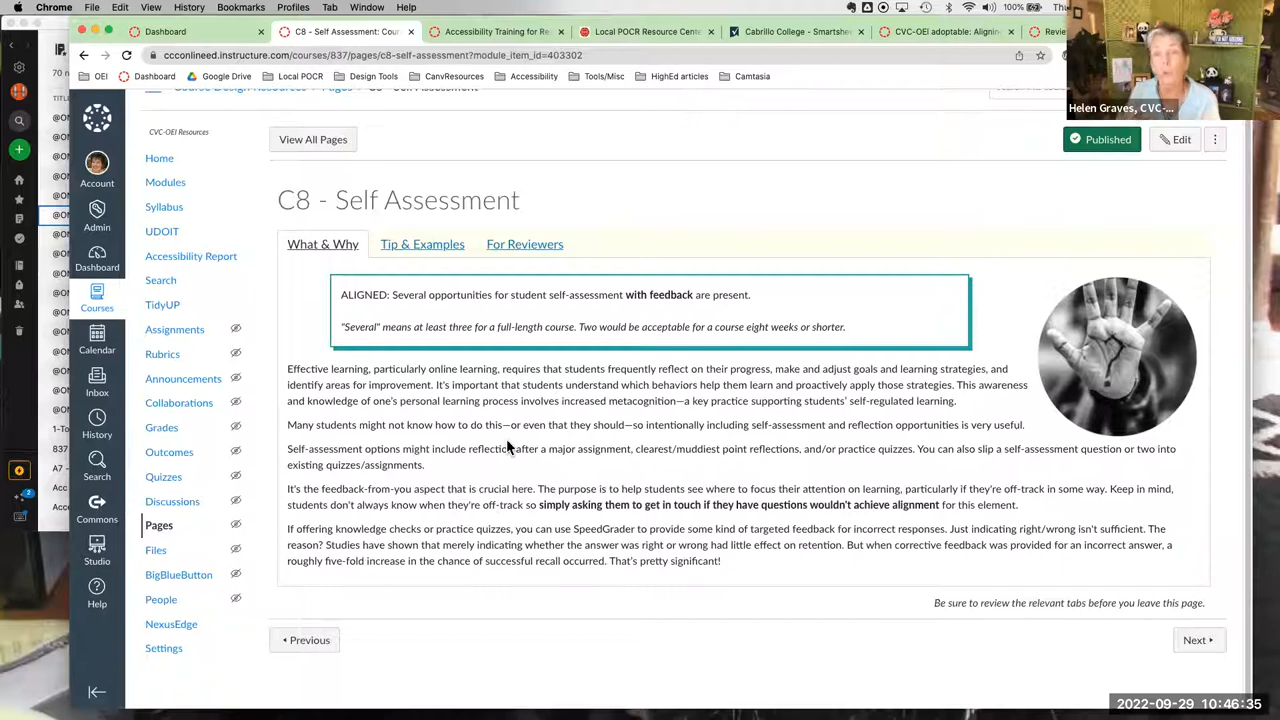 Chrome File Edit View History Bookmarks Profiles Tab Window Help 100% Thu
Dashboard
C8 - Self Assessment: Cou
Accessibility Training for Re
Local POCR Resource Cent
Cabrillo College - Smartshe
CVC-OEI adoptable: Aligni
Revie
ccconlineed.instructure.com/courses/837/pages/c8-self-assessment?module_item_id=403302
OEI Dashboard Google Drive Local POCR Design Tools CanvResources Accessibility Tools/Misc HighEd articles Camtasia
Helen Graves, CVC-...
Course Design Resources Pages C8 - Self Assessment
CVC-OEI Resources
View All Pages
Published
Edit
Account
Admin
Dashboard
Courses
Calendar
Inbox
History
Search
Commons
Studio
Help
Home
Modules
Syllabus
UDOIT
Accessibility Report
Search
TidyUP
Assignments
Rubrics
Announcements
Collaborations
Grades
Outcomes
Quizzes
Discussions
Pages
Files
BigBlueButton
People
NexusEdge
Settings
C8 - Self Assessment
What & Why Tip & Examples For Reviewers
ALIGNED: Several opportunities for student self-assessment with feedback are present.
"Several" means at least three for a full-length course. Two would be acceptable for a course eight weeks or shorter.
Effective learning, particularly online learning, requires that students frequently reflect on their progress, make and adjust goals and learning strategies, and
identify areas for improvement. It's important that students understand which behaviors help them learn and proactively apply those strategies. This awareness
and knowledge of one's personal learning process involves increased metacognition—a key practice supporting students' self-regulated learning.
Many students might not know how to do this—or even that they should—so intentionally including self-assessment and reflection opportunities is very useful.
Self-assessment options might include reflection after a major assignment, clearest/muddiest point reflections, and/or practice quizzes. You can also slip a self-assessment question or two into
existing quizzes/assignments.
It's the feedback-from-you aspect that is crucial here. The purpose is to help students see where to focus their attention on learning, particularly if they're off-track in some way. Keep in mind,
students don't always know when they're off-track so simply asking them to get in touch if they have questions wouldn't achieve alignment for this element.
If offering knowledge checks or practice quizzes, you can use SpeedGrader to provide some kind of targeted feedback for incorrect responses. Just indicating right/wrong isn't sufficient. The
reason? Studies have shown that merely indicating whether the answer was right or wrong had little effect on retention. But when corrective feedback was provided for an incorrect answer, a
roughly five-fold increase in the chance of successful recall occurred. That's pretty significant!
Be sure to review the relevant tabs before you leave this page.
Previous
Next
2022-09-29 10:46:35